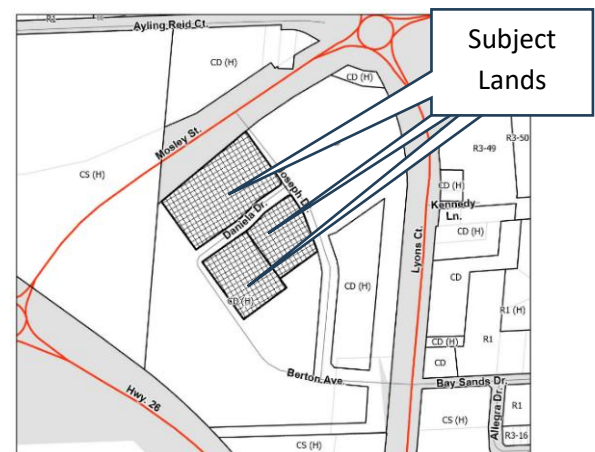 Subject
Lands
R1
Ayling Reid Ct.
CD (H)
CD (H)
Mosley St.
R3-50
R3-49
CS (H)
CD (H)
Kennedy
Ln.
Joseph D
Daniela Dr.
CD (H)
Lyons Ct.
CD
CD (H)
R1 (H)
CD (H)
CD (H)
R1
CD
Berton Ave
Bay Sands Dr.
Hwy. 26
CS (H)
R1
Allegra Dr.
CS (H)
R3-16